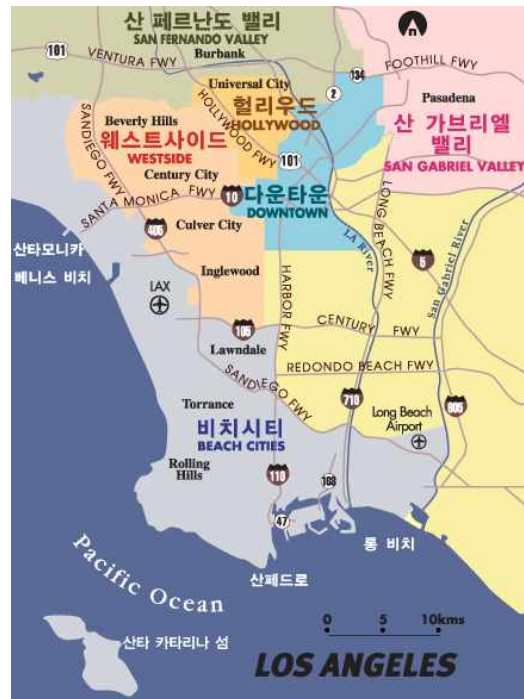 산 페르난도 밸리
SAN FERNANDO VALLEY
101
VENTURA FWY
Burbank
134
FOOTHILL FWY
Universal City
2
Pasadena
SANDIEGO FWY
HOLLYWOOD FWY
헐리우드
HOLLYWOOD
Beverly Hills
웨스트사이드
WESTSIDE
101
산 가브리엘
밸리
SAN GABRIEL VALLEY
Century City
SANTA MONICA FWY
10
다운타운
DOWNTOWN
LONG BEACH FWY
405
Culver City
LA River
5
San Gabriel River
산타모니카
베니스 비치
LAX
Inglewood
HARBOR FWY
105
CENTURY FWY
Lawndale
SANDIEGO FWY
REDONDO BEACH FWY
710
605
Torrance
Long Beach
Airport
비치시티
BEACH CITIES
Rolling
Hills
110
103
47
롱 비치
산페드로
Pacific Ocean
산타 카타리나 섬
0 5 10kms
LOS ANGELES